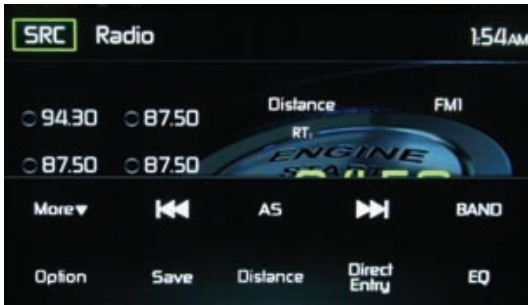 SRC Radio 1:54AM
Distance FM1
94.30 87.50
RT:
ENGINE
87.50 87.50
More AS BAND
Option Save Distance Direct Entry EQ